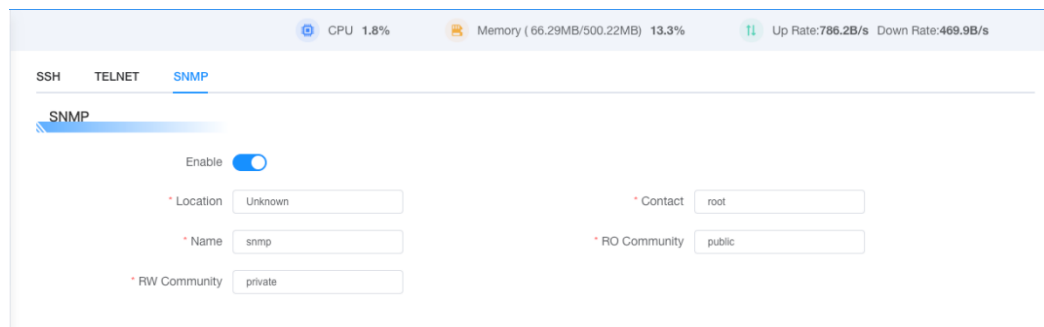 CPU 1.8% Memory ( 66.29MB/500.22MB) 13.3% Up Rate:786.2B/s Down Rate:469.9B/s
SSH TELNET SNMP
SNMP
Enable
* Location Unknown * Contact root
* Name snmp * RO Community public
* RW Community private